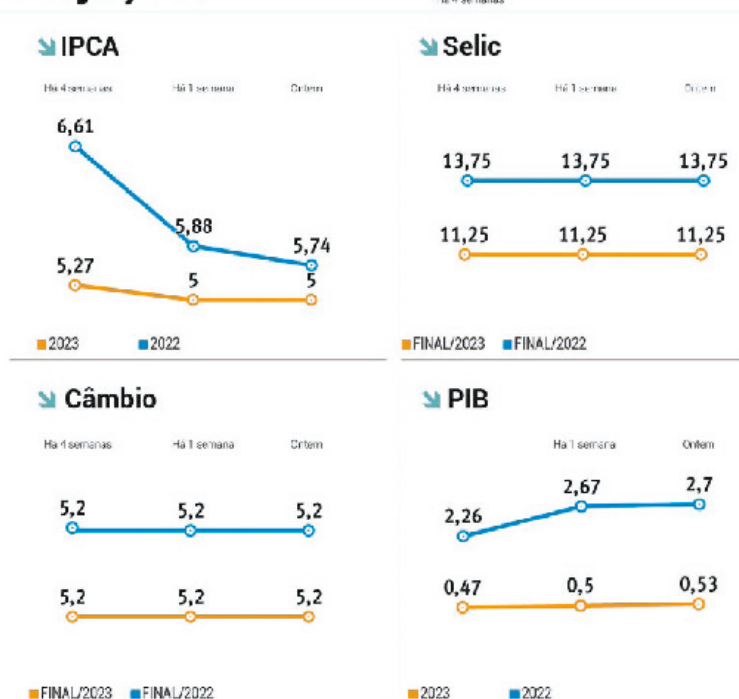 Há 4 semanas
IPCA
Há 4 semanas Há 1 semana Ontem
6,61
5,88
5,74
5,27
5
5
2023 2022
Selic
Há 4 semanas Há 1 semana Ontem
13,75 13,75 13,75
11,25 11,25 11,25
FINAL/2023 FINAL/2022
Câmbio
Há 4 semanas Há 1 semana Ontem
5,2 5,2 5,2
5,2 5,2 5,2
FINAL/2023 FINAL/2022
PIB
Há 1 semana Ontem
2,26 2,67 2,7
0,47 0,5 0,53
2023 2022